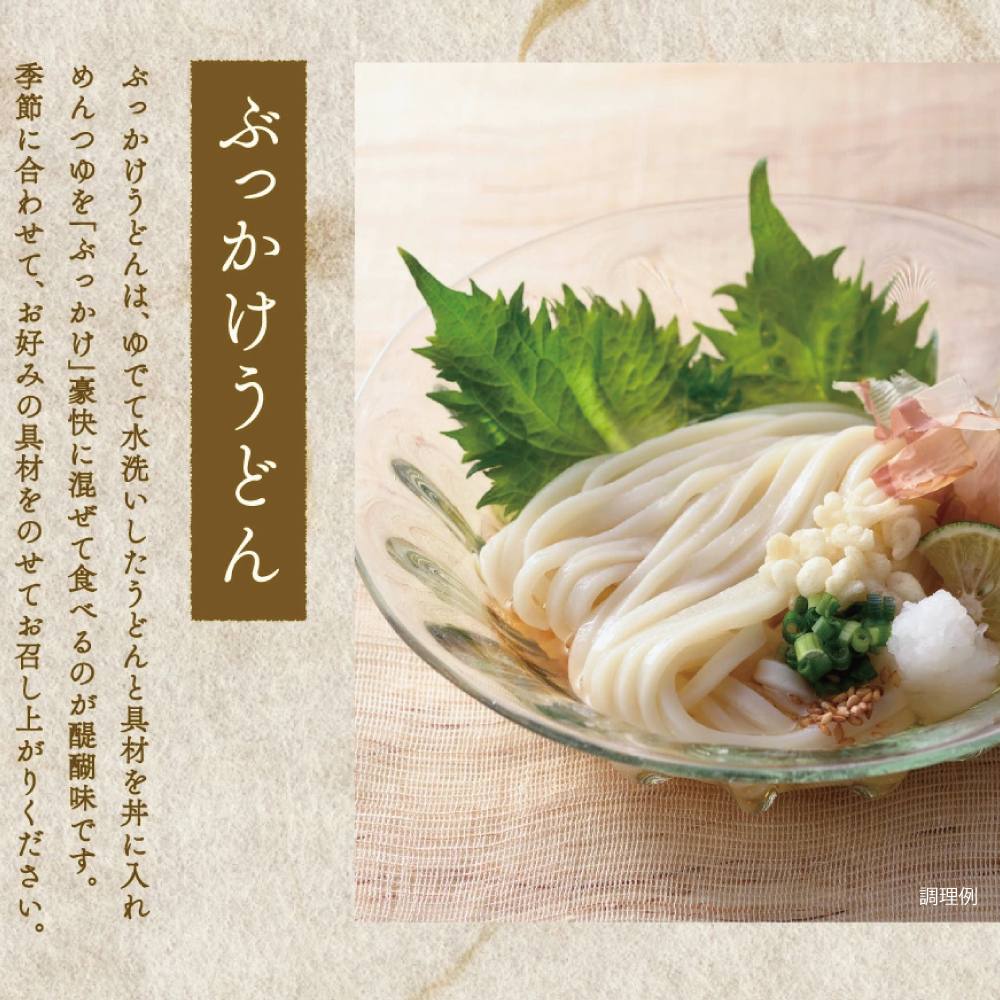 ぶっかけうどん
ぶっかけうどんは、ゆでて水洗いしたうどんと具材を丼に入れ
めんつゆを「ぶっかけ」豪快に混ぜて食べるのが醍醐味です。
季節に合わせて、お好みの具材をのせてお召し上がりください。
調理例